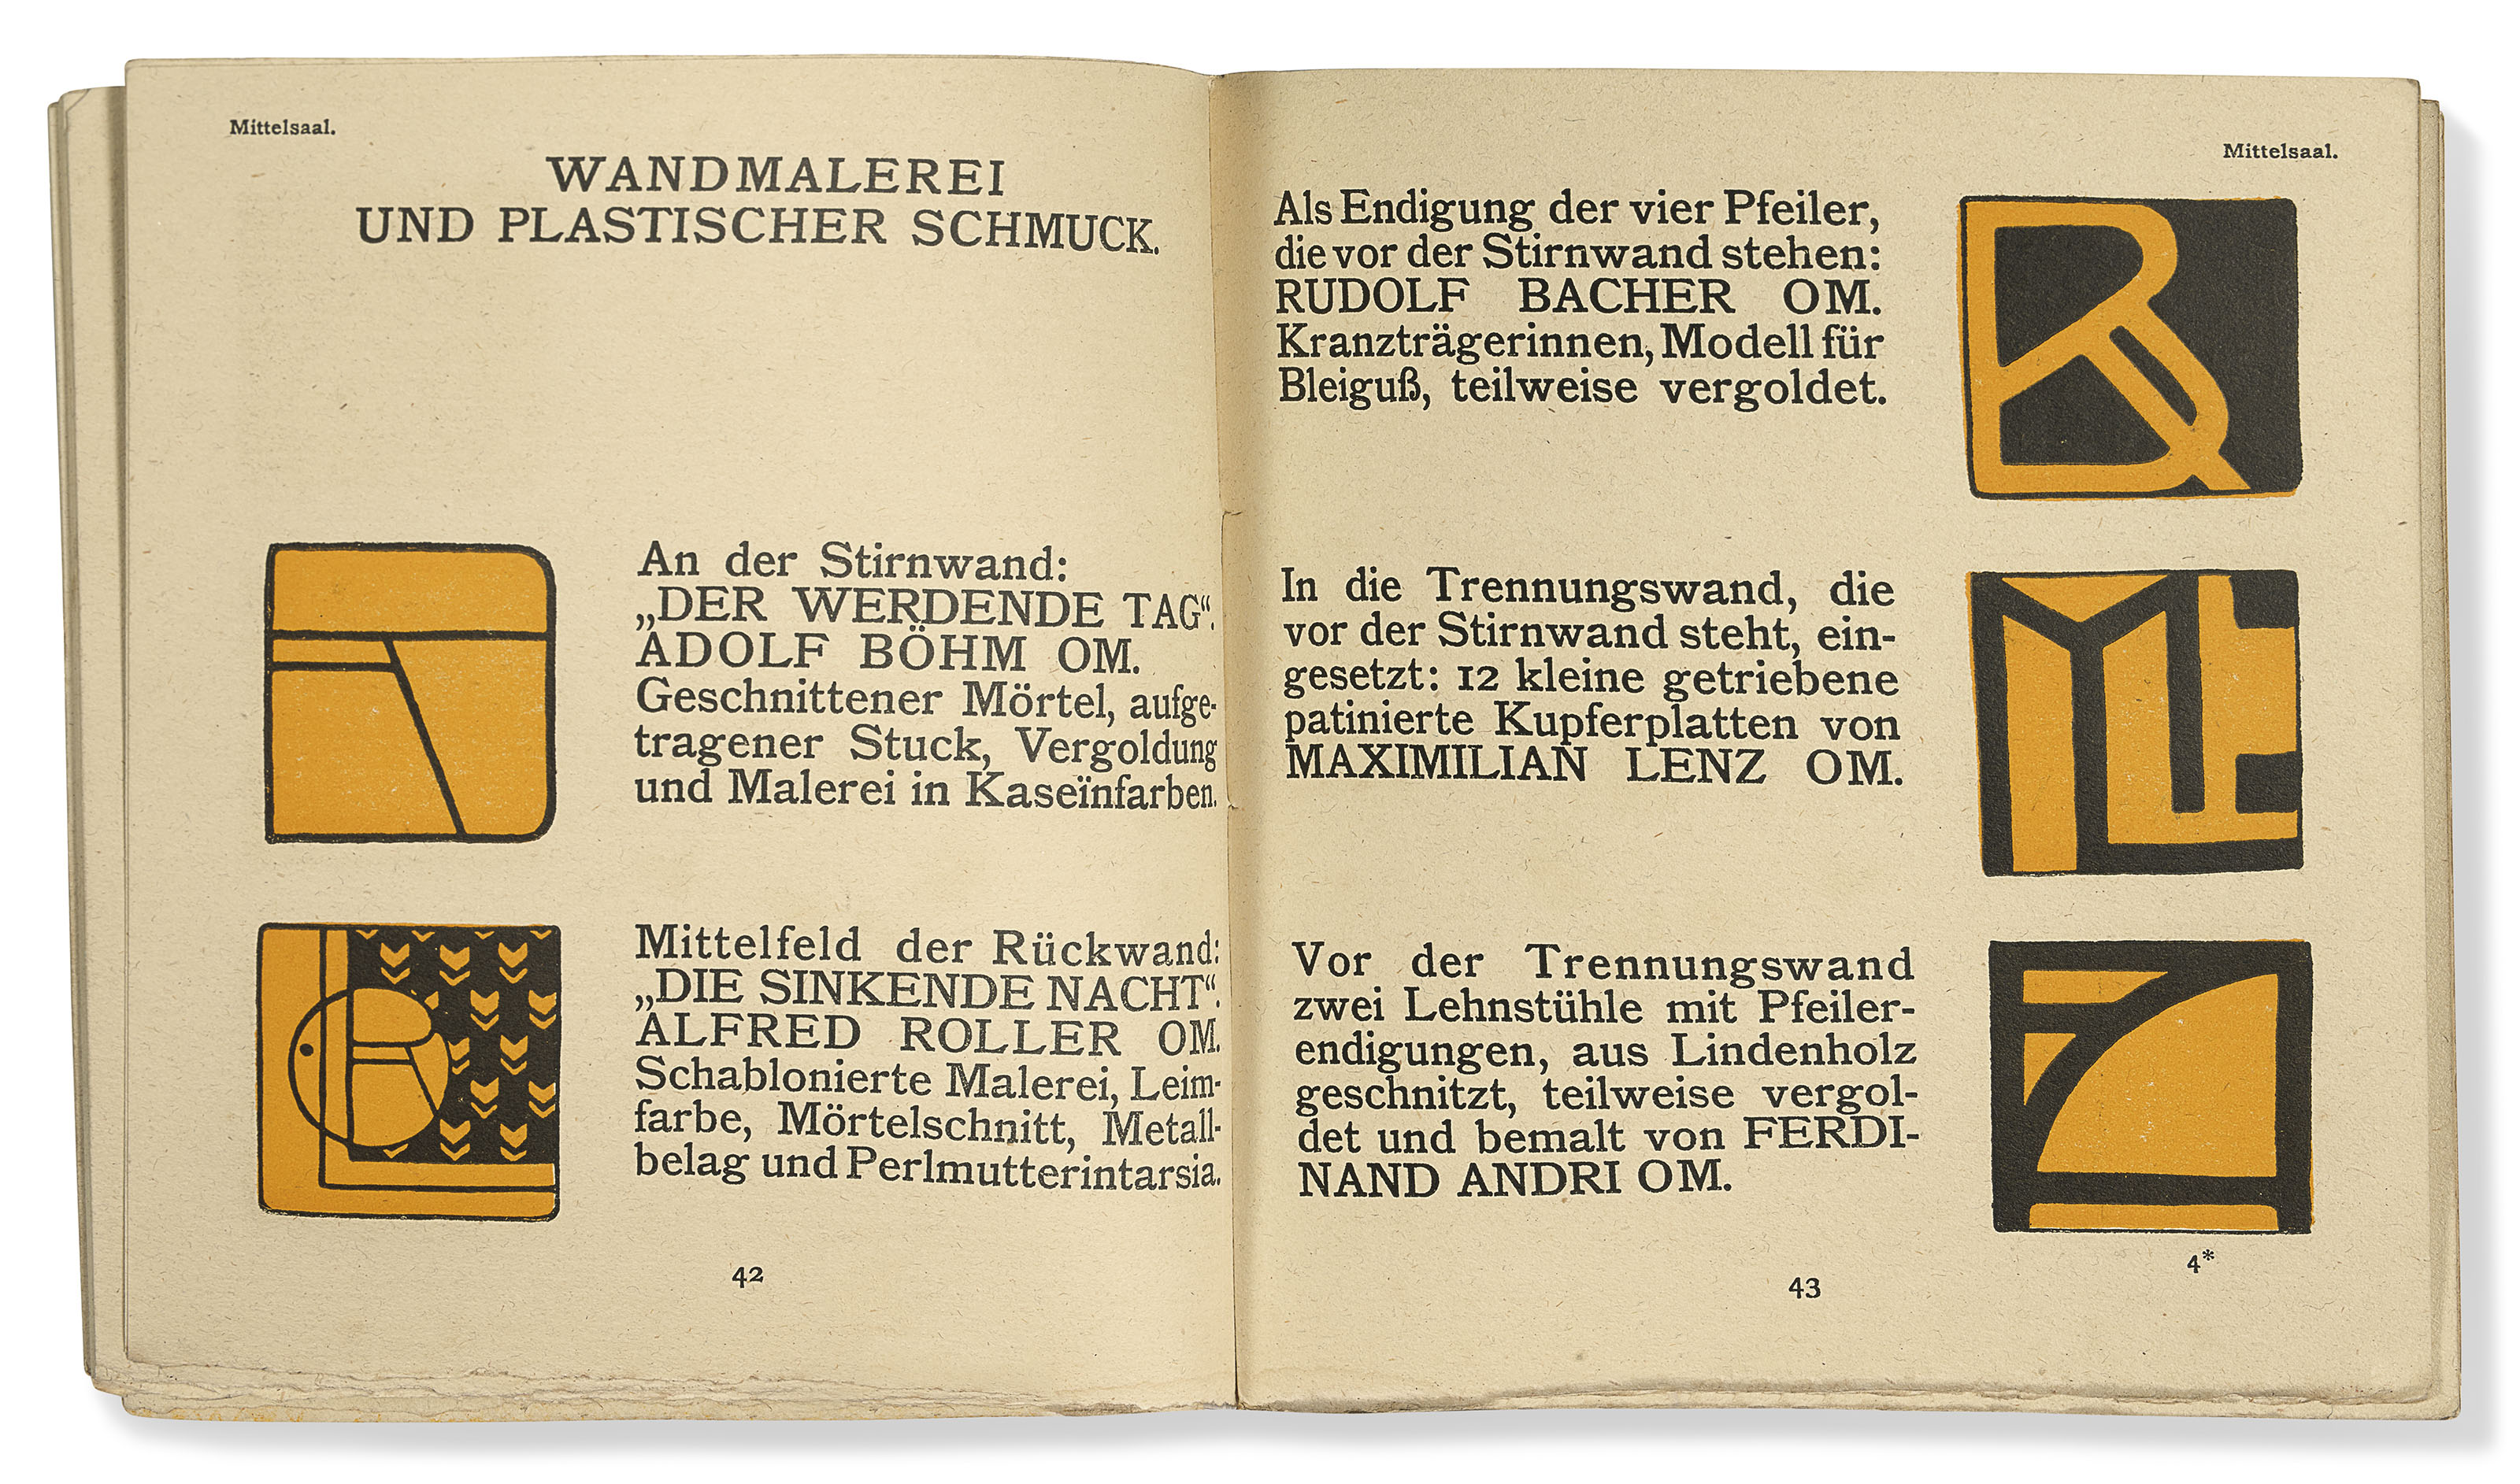 Mittelsaal.
WANDMALEREI
UND PLASTISCHER SCHMUCK.
An der Stirnwand:
„DER WERDENDE TAG“.
ADOLF BÖHM OM.
Geschnittener Mörtel, aufge-
tragener Stuck, Vergoldung
und Malerei in Kaseïnfarben.
Mittelfeld der Rückwand:
„DIE SINKENDE NACHT“.
ALFRED ROLLER OM.
Schablonierte Malerei, Leim-
farbe, Mörtelschnitt, Metall-
belag und Perlmutterintarsia.
42
Mittelsaal.
Als Endigung der vier Pfeiler,
die vor der Stirnwand stehen:
RUDOLF BACHER OM.
Kranzträgerinnen, Modell für
Bleiguß, teilweise vergoldet.
In die Trennungswand, die
vor der Stirnwand steht, ein-
gesetzt: 12 kleine getriebene
patinierte Kupferplatten von
MAXIMILIAN LENZ OM.
Vor der Trennungswand
zwei Lehnstühle mit Pfeiler-
endigungen, aus Lindenholz
geschnitzt, teilweise vergol-
det und bemalt von FERDI-
NAND ANDRI OM.
4*
43